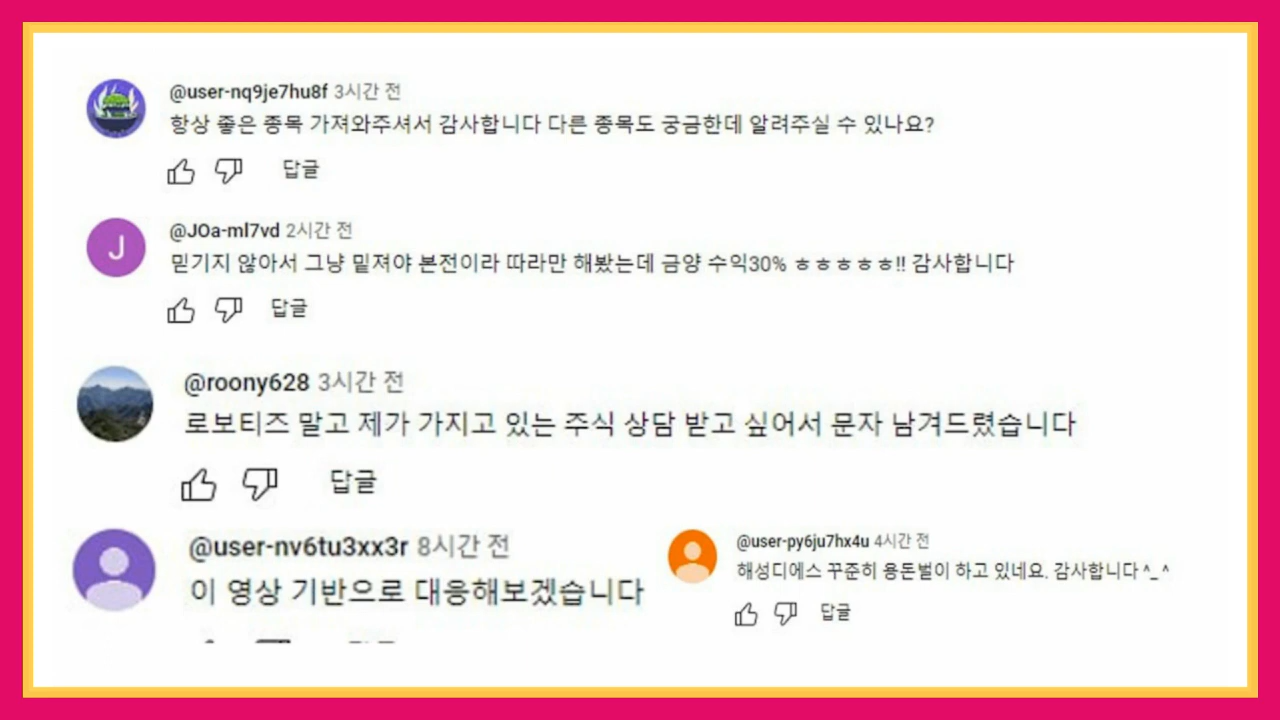 @user-nq9je7hu8f 3시간 전
항상 좋은 종목 가져와주셔서 감사합니다 다른 종목도 궁금한데 알려주실 수 있나요?
답글
J
@JOa-ml7vd 2시간 전
믿기지 않아서 그냥 밑져야 본전이라 따라만 해봤는데 금양 수익30% ㅎㅎㅎㅎㅎ!! 감사합니다
답글
@roony628 3시간 전
로보티즈 말고 제가 가지고 있는 주식 상담 받고 싶어서 문자 남겨드렸습니다
답글
@user-nv6tu3xx3r 8시간 전
이 영상 기반으로 대응해보겠습니다
@user-py6ju7hx4u 4시간 전
해성디에스 꾸준히 용돈벌이 하고 있네요. 감사합니다 ^_^
답글